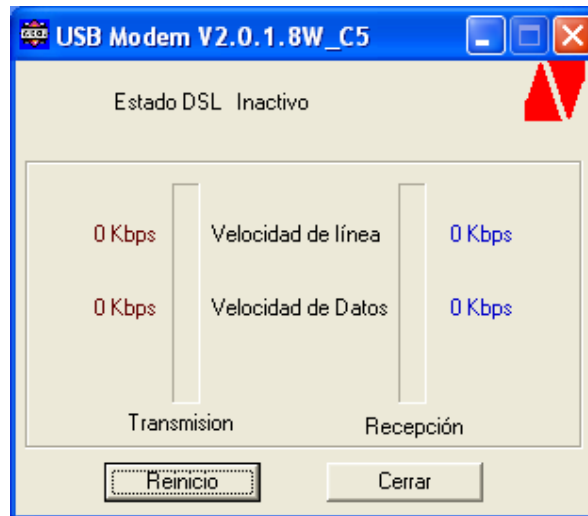 USB Modem V2.0.1.8W_C5
Estado DSL Inactivo
0 Kbps Velocidad de línea 0 Kbps
0 Kbps Velocidad de Datos 0 Kbps
Transmision Recepción
Reinicio Cerrar